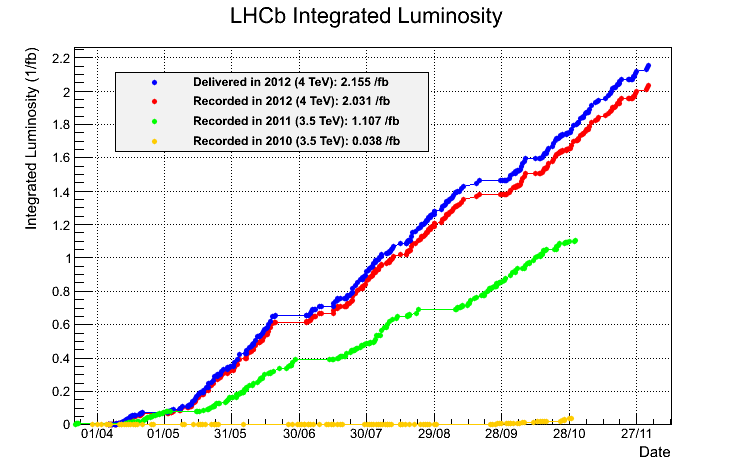 LHCb Integrated Luminosity
Integrated Luminosity (1/fb)
Delivered in 2012 (4 TeV): 2.155 /fb
Recorded in 2012 (4 TeV): 2.031 /fb
Recorded in 2011 (3.5 TeV): 1.107 /fb
Recorded in 2010 (3.5 TeV): 0.038 /fb
2.2
2
1.8
1.6
1.4
1.2
1
0.8
0.6
0.4
0.2
0
01/04 01/05 31/05 30/06 30/07 29/08 28/09 28/10 27/11
Date